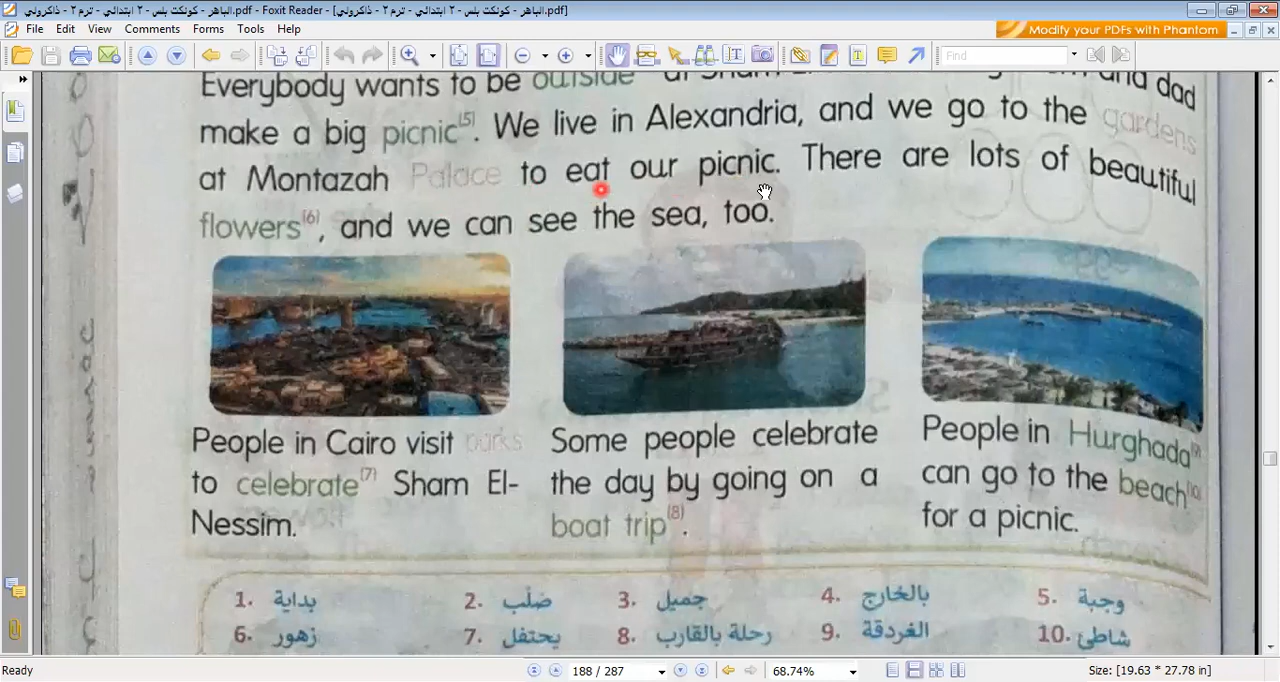 الباهر - كونكت بلس - ٢ ابتدائي - ترم ٢ - ذاكرولي.pdf - Foxit Reader - [الباهر - كونكت بلس - ٢ ابتدائي - ترم ٢ - ذاكرولي.pdf]
File Edit View Comments Forms Tools Help
Modify your PDFs with Phantom
Find
Everybody wants to be outside at Sham and dad
make a big picnic(5). We live in Alexandria, and we go to the gardens
at Montazah Palace to eat our picnic. There are lots of beautiful
flowers(6), and we can see the sea, too.
People in Cairo visit parks
to celebrate(7) Sham El-
Nessim.
Some people celebrate
the day by going on a
boat trip(8).
People in Hurghada(9)
can go to the beach(10)
for a picnic.
1. بداية 2. صُلْب 3. جميل 4. بالخارج 5. وجبة
6. زهور 7. يحتفل 8. رحلة بالقارب 9. الغردقة 10. شاطئ
Ready 188 / 287 68.74% Size: [19.63 * 27.78 in]